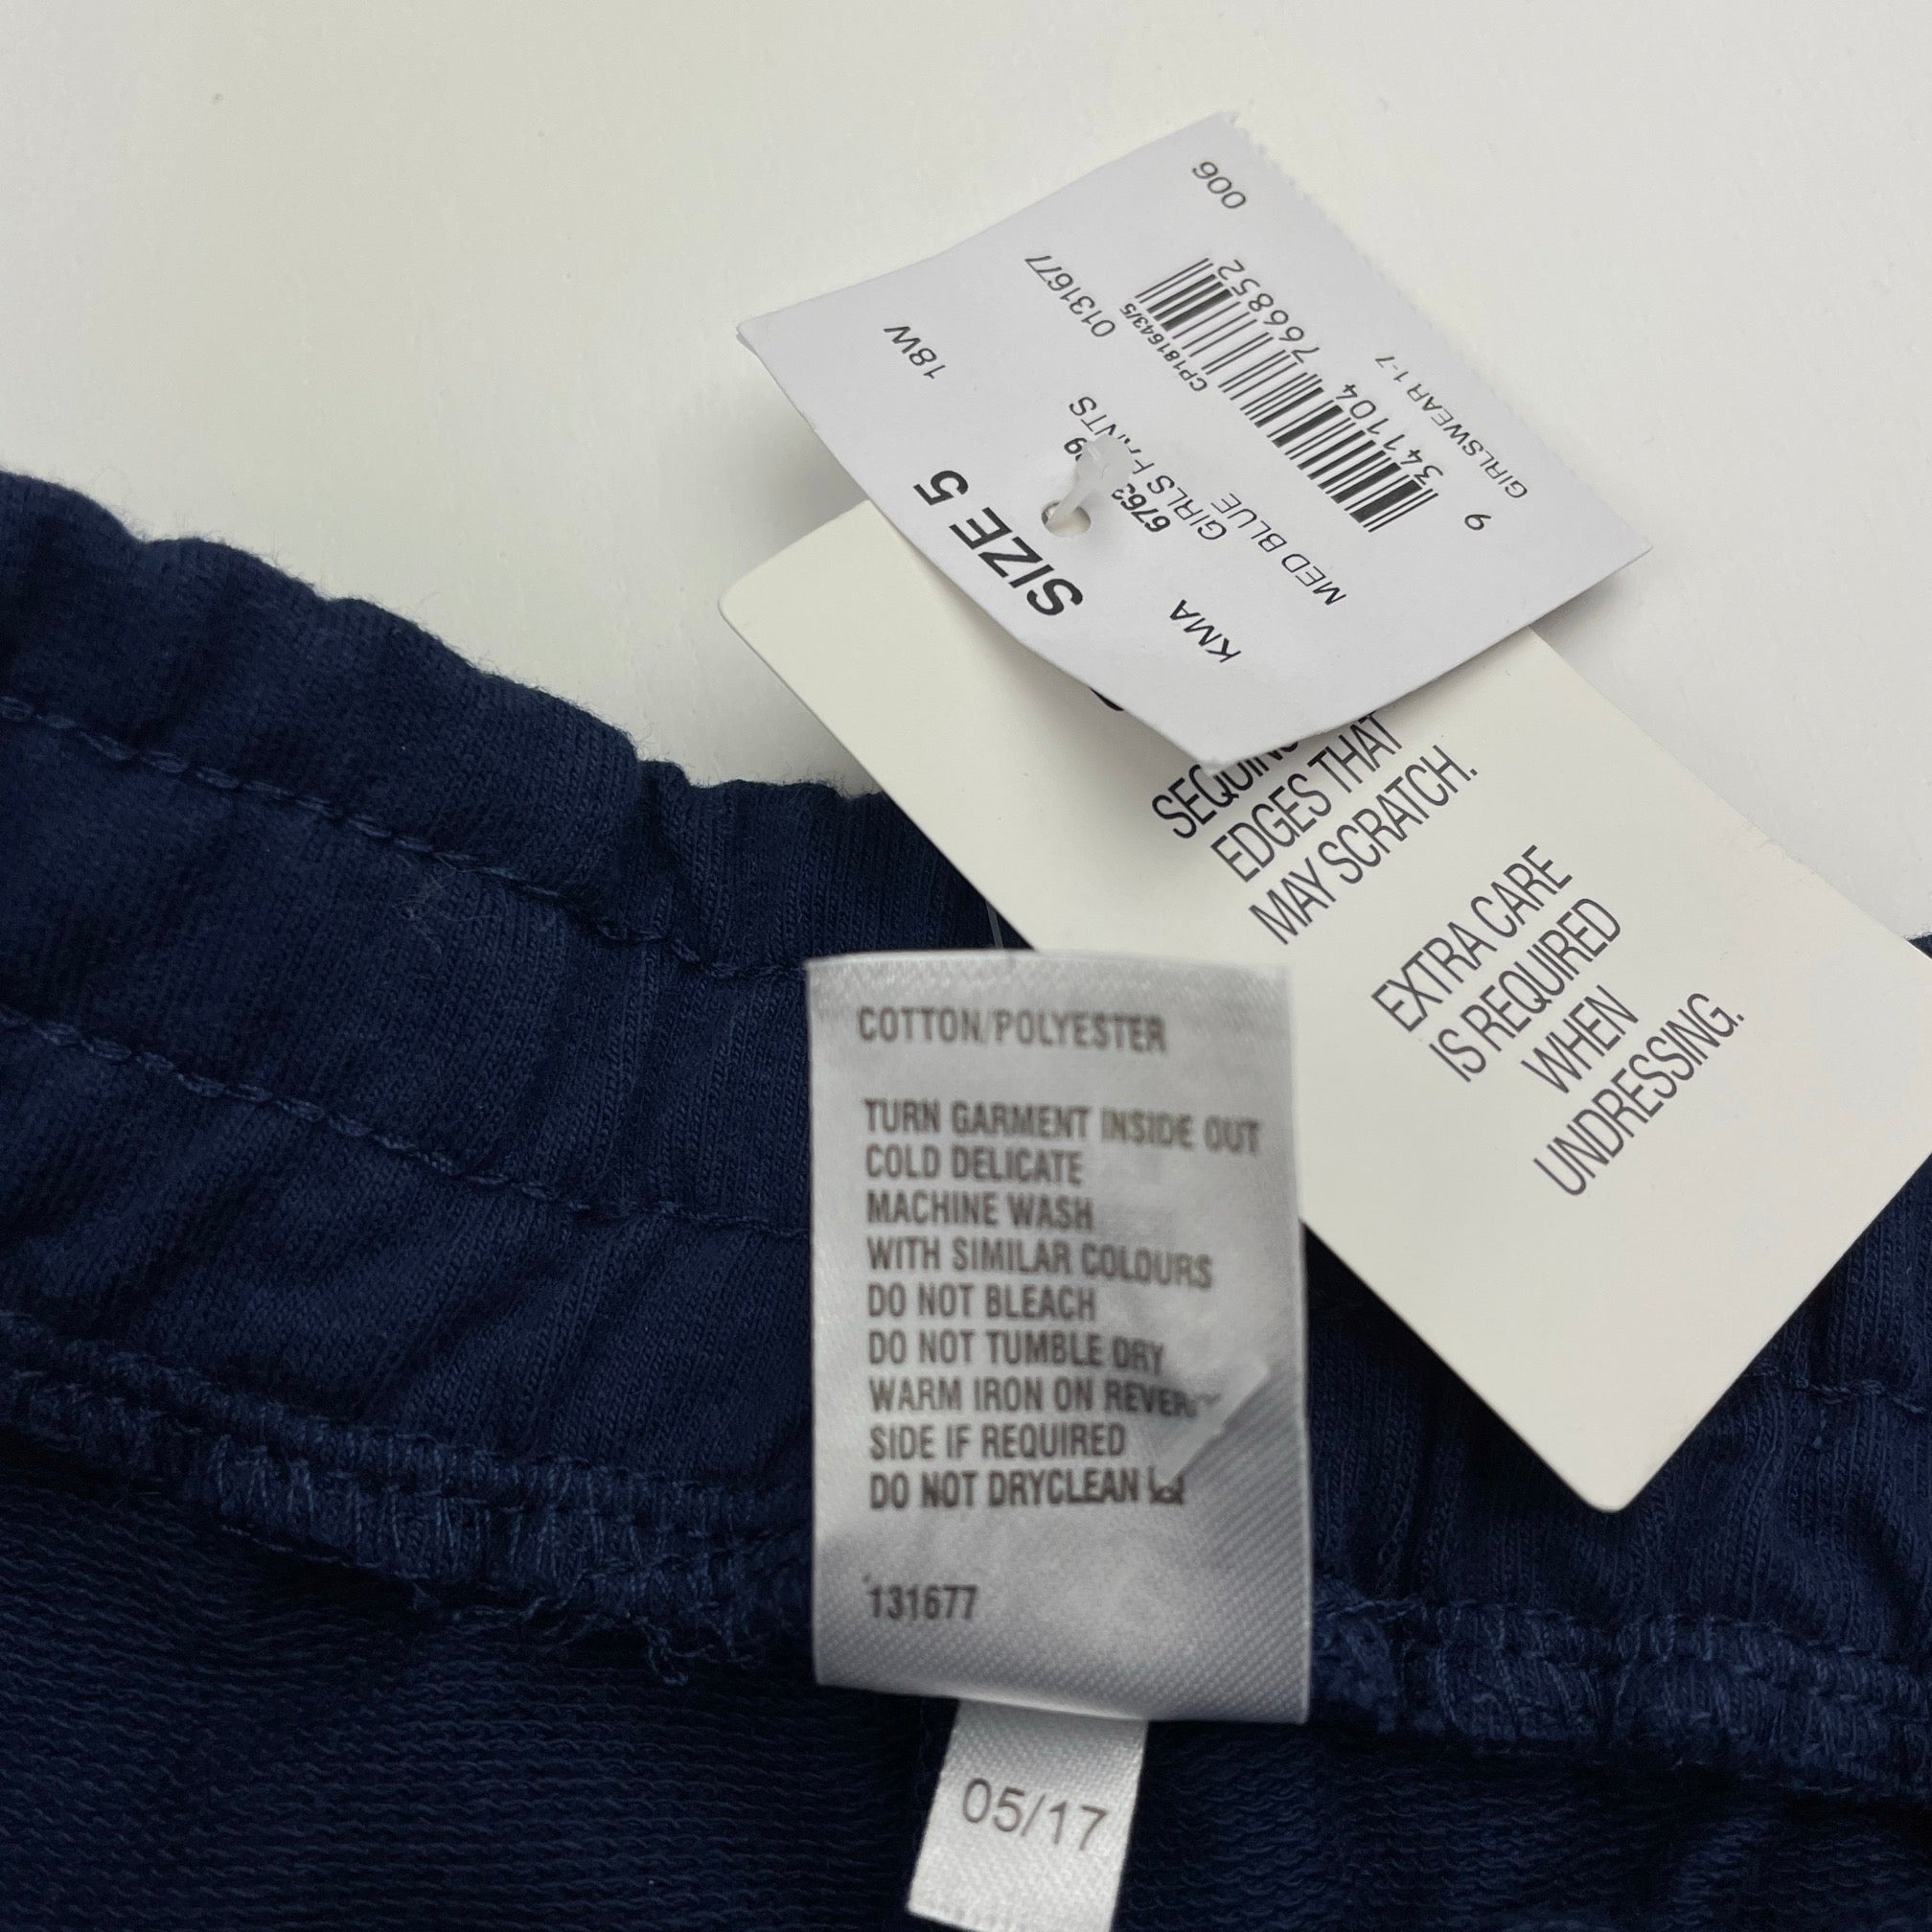 006
18W
0131677
SIZE 5
CP181643/5
GIRLS
MED BLUE
KMA
9 341104 766852
GIRLSWEAR 1-7
EDGES THAT
MAY SCRATCH.
EXTRA CARE
IS REQUIRED
WHEN
UNDRESSING.
COTTON/POLYESTER
TURN GARMENT INSIDE OUT
COLD DELICATE
MACHINE WASH
WITH SIMILAR COLOURS
DO NOT BLEACH
DO NOT TUMBLE DRY
WARM IRON ON
SIDE IF REQUIRED
DO NOT DRYCLEAN
131677
05/17